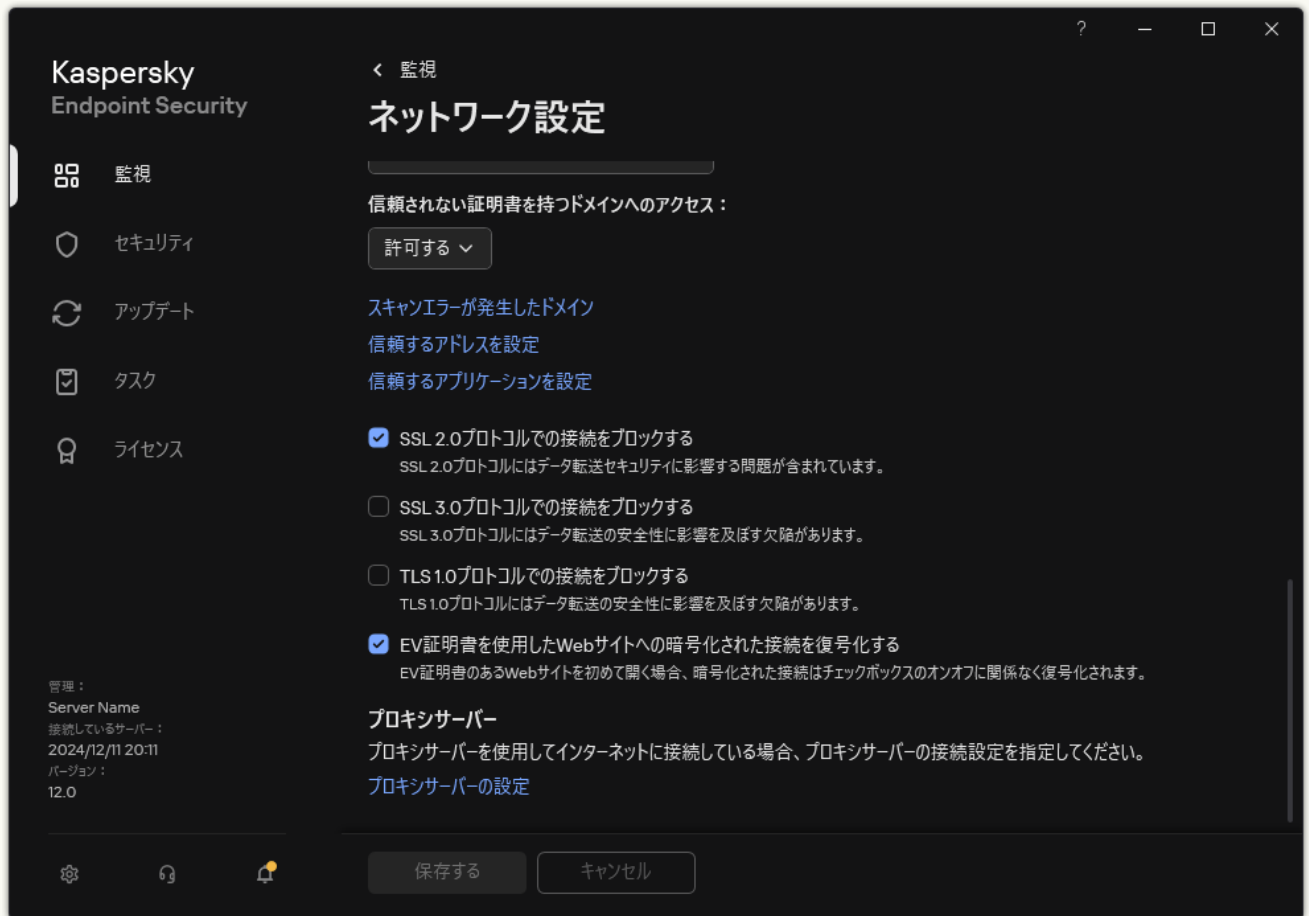 ?
Kaspersky
Endpoint Security
監視
セキュリティ
アップデート
タスク
ライセンス
管理：
Server Name
接続しているサーバー：
2024/12/11 20:11
バージョン：
12.0
監視
ネットワーク設定
信頼されない証明書を持つドメインへのアクセス：
許可する
スキャンエラーが発生したドメイン
信頼するアドレスを設定
信頼するアプリケーションを設定
SSL 2.0プロトコルでの接続をブロックする
SSL 2.0プロトコルにはデータ転送セキュリティに影響する問題が含まれています。
SSL 3.0プロトコルでの接続をブロックする
SSL 3.0プロトコルにはデータ転送の安全性に影響を及ぼす欠陥があります。
TLS 1.0プロトコルでの接続をブロックする
TLS 1.0プロトコルにはデータ転送の安全性に影響を及ぼす欠陥があります。
EV証明書を使用したWebサイトへの暗号化された接続を復号化する
EV証明書のあるWebサイトを初めて開く場合、暗号化された接続はチェックボックスのオンオフに関係なく復号化されます。
プロキシサーバー
プロキシサーバーを使用してインターネットに接続している場合、プロキシサーバーの接続設定を指定してください。
プロキシサーバーの設定
保存する
キャンセル